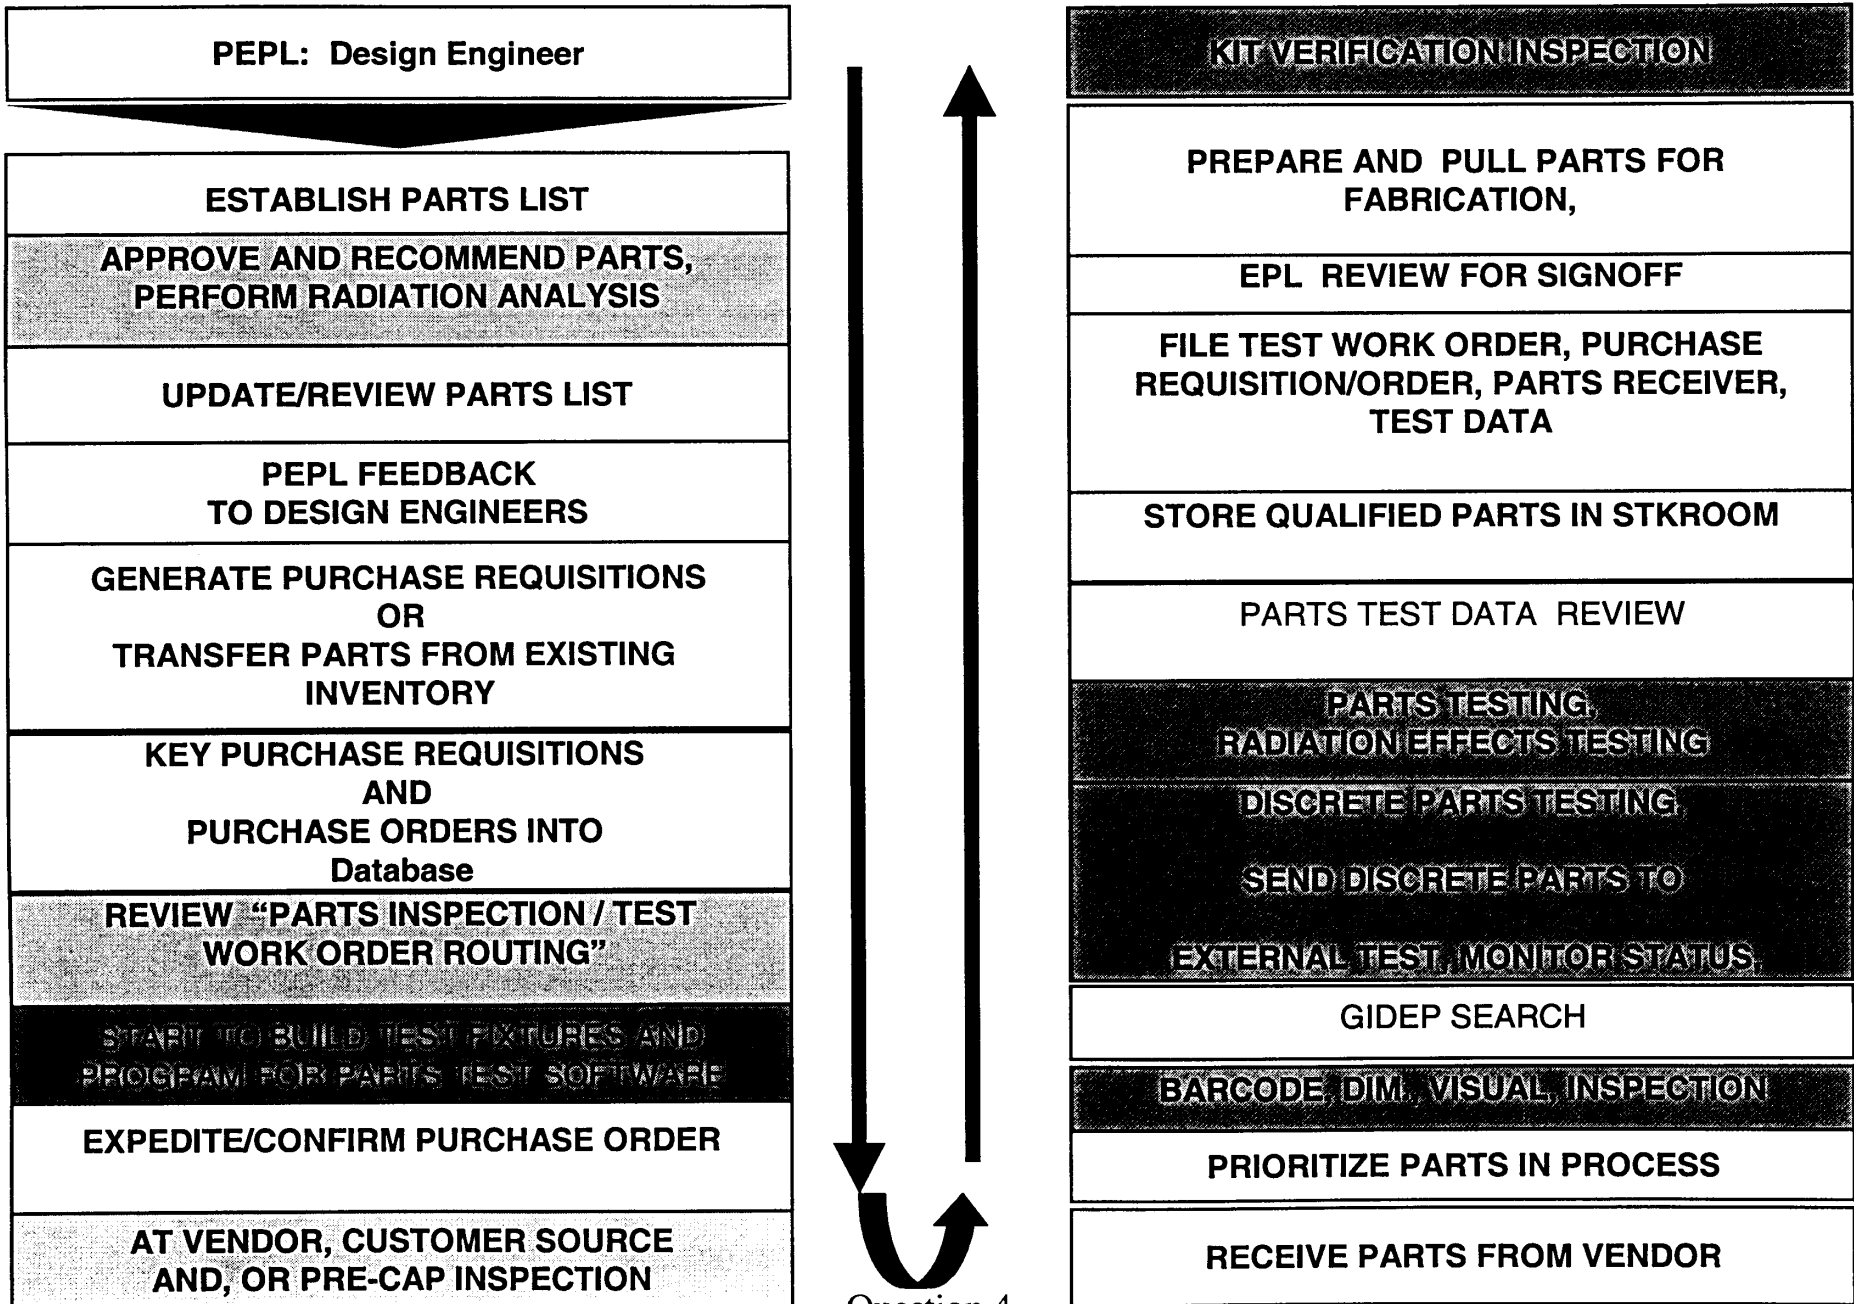 PEPL: Design Engineer
ESTABLISH PARTS LIST
APPROVE AND RECOMMEND PARTS,
PERFORM RADIATION ANALYSIS
UPDATE/REVIEW PARTS LIST
PEPL FEEDBACK
TO DESIGN ENGINEERS
GENERATE PURCHASE REQUISITIONS
OR
TRANSFER PARTS FROM EXISTING
INVENTORY
KEY PURCHASE REQUISITIONS
AND
PURCHASE ORDERS INTO
Database
REVIEW “PARTS INSPECTION / TEST
WORK ORDER ROUTING”
START TO BUILD TEST FIXTURES AND
PROGRAM FOR PARTS TEST SOFTWARE
EXPEDITE/CONFIRM PURCHASE ORDER
AT VENDOR, CUSTOMER SOURCE
AND, OR PRE-CAP INSPECTION
Question 4
KIT VERIFICATION INSPECTION
PREPARE AND PULL PARTS FOR
FABRICATION,
EPL REVIEW FOR SIGNOFF
FILE TEST WORK ORDER, PURCHASE
REQUISITION/ORDER, PARTS RECEIVER,
TEST DATA
STORE QUALIFIED PARTS IN STKROOM
PARTS TEST DATA REVIEW
PARTS TESTING,
RADIATION EFFECTS TESTING
DISCRETE PARTS TESTING,
SEND DISCRETE PARTS TO
EXTERNAL TEST, MONITOR STATUS,
GIDEP SEARCH
BARCODE, DIM., VISUAL, INSPECTION
PRIORITIZE PARTS IN PROCESS
RECEIVE PARTS FROM VENDOR